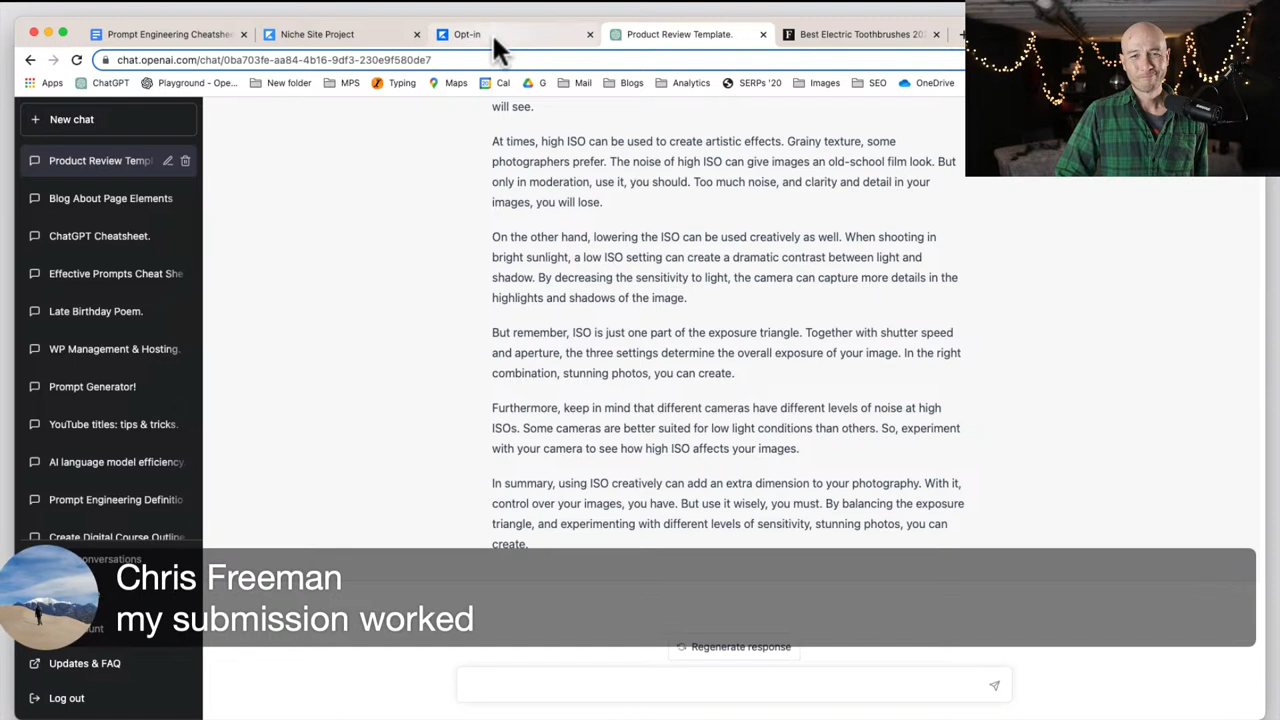 Prompt Engineering Cheatshe
Niche Site Project
Opt-in
Product Review Template.
Best Electric Toothbrushes 20
chat.openai.com/chat/0ba703fe-aa84-4b16-9df3-230e9f580de7
Apps
ChatGPT
Playground - Ope...
New folder
MPS
Typing
Maps
Cal
G
Mail
Blogs
Analytics
SERPs '20
Images
SEO
OneDrive
New chat
Product Review Temp
Blog About Page Elements
ChatGPT Cheatsheet.
Effective Prompts Cheat She
Late Birthday Poem.
WP Management & Hosting.
Prompt Generator!
YouTube titles: tips & tricks.
AI language model efficiency.
Prompt Engineering Definitio
Create Digital Course Outline
conversations
Updates & FAQ
Log out
will see.
At times, high ISO can be used to create artistic effects. Grainy texture, some
photographers prefer. The noise of high ISO can give images an old-school film look. But
only in moderation, use it, you should. Too much noise, and clarity and detail in your
images, you will lose.
On the other hand, lowering the ISO can be used creatively as well. When shooting in
bright sunlight, a low ISO setting can create a dramatic contrast between light and
shadow. By decreasing the sensitivity to light, the camera can capture more details in the
highlights and shadows of the image.
But remember, ISO is just one part of the exposure triangle. Together with shutter speed
and aperture, the three settings determine the overall exposure of your image. In the right
combination, stunning photos, you can create.
Furthermore, keep in mind that different cameras have different levels of noise at high
ISOs. Some cameras are better suited for low light conditions than others. So, experiment
with your camera to see how high ISO affects your images.
In summary, using ISO creatively can add an extra dimension to your photography. With it,
control over your images, you have. But use it wisely, you must. By balancing the exposure
triangle, and experimenting with different levels of sensitivity, stunning photos, you can
create.
Chris Freeman
my submission worked
Regenerate response